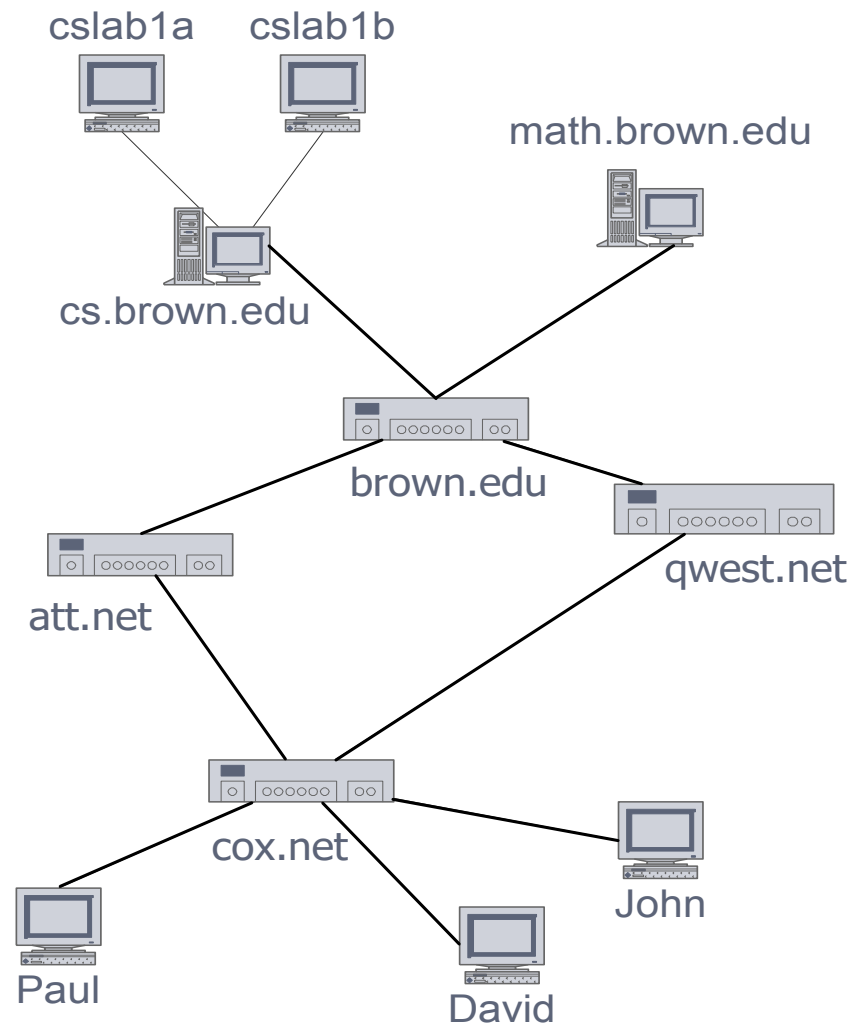 cslab1a
cslab1b
math.brown.edu
cs.brown.edu
brown.edu
qwest.net
att.net
cox.net
John
Paul
David